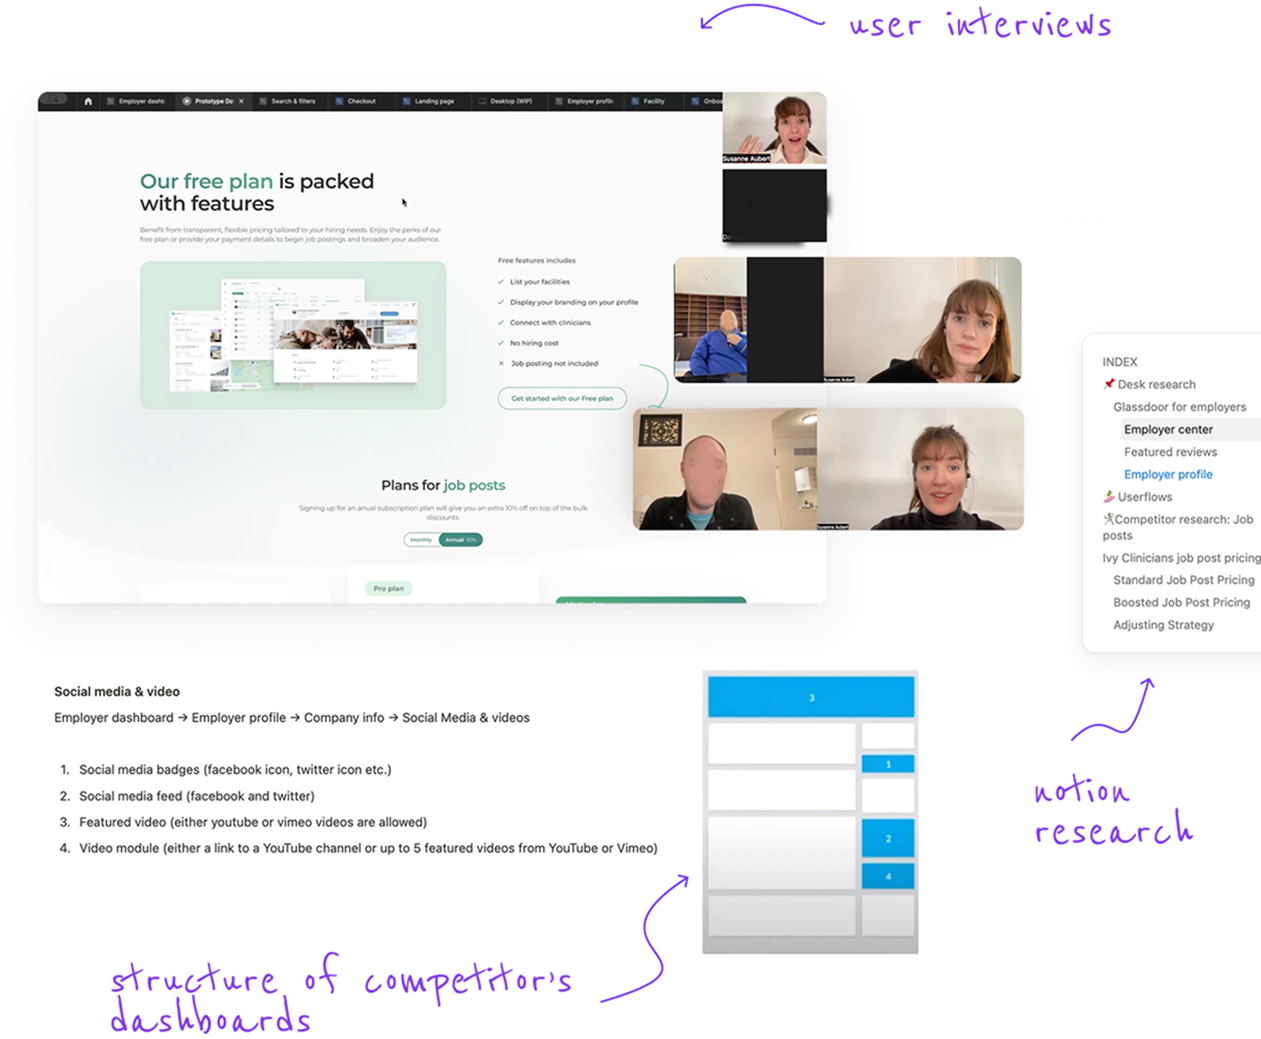 user interviews
Employer dashb
Prototype Da
Search & filters
Checkout
Landing page
Desktop (WIP)
Employer profile
Facility
Onboa
Susanne Aubert
Our free plan is packed
with features
Benefit from transparent, flexible pricing tailored to your hiring needs. Enjoy the perks of our
free plan or provide your payment details to begin job postings and broaden your audience.
Free features includes
List your facilities
Display your branding on your profile
Connect with clinicians
No hiring cost
Job posting not included
Get started with our Free plan
Susanne Aubert
Susanne Aubert
Plans for job posts
Signing up for an anual subscription plan will give you an extra 10% off on top of the bulk
discounts.
Monthly
Annual -10%
Pro plan
INDEX
📌 Desk research
Glassdoor for employers
Employer center
Featured reviews
Employer profile
Userflows
Competitor research: Job
posts
Ivy Clinicians job post pricing
Standard Job Post Pricing
Boosted Job Post Pricing
Adjusting Strategy
notion
research
Social media & video
Employer dashboard → Employer profile → Company info → Social Media & videos
1. Social media badges (facebook icon, twitter icon etc.)
2. Social media feed (facebook and twitter)
3. Featured video (either youtube or vimeo videos are allowed)
4. Video module (either a link to a YouTube channel or up to 5 featured videos from YouTube or Vimeo)
3
1
2
4
structure of competitor's
dashboards